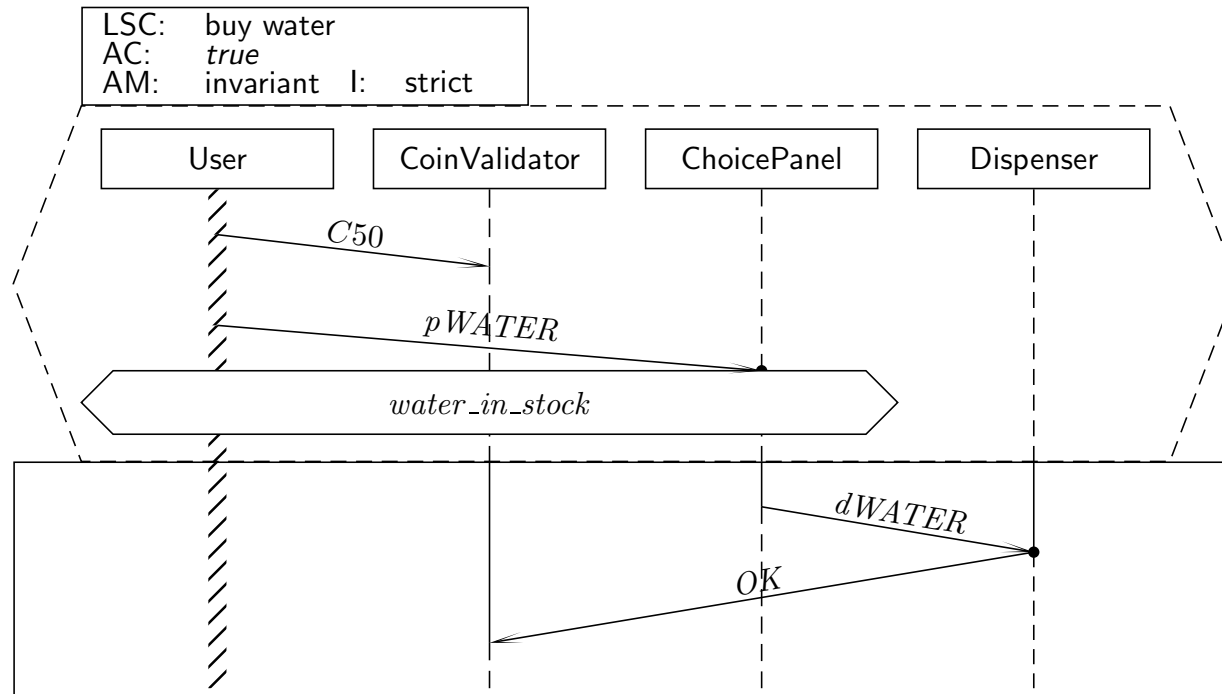 LSC: buy water
AC: true
AM: invariant I: strict
User CoinValidator ChoicePanel Dispenser
C50
pWATER
water_in_stock
dWATER
OK